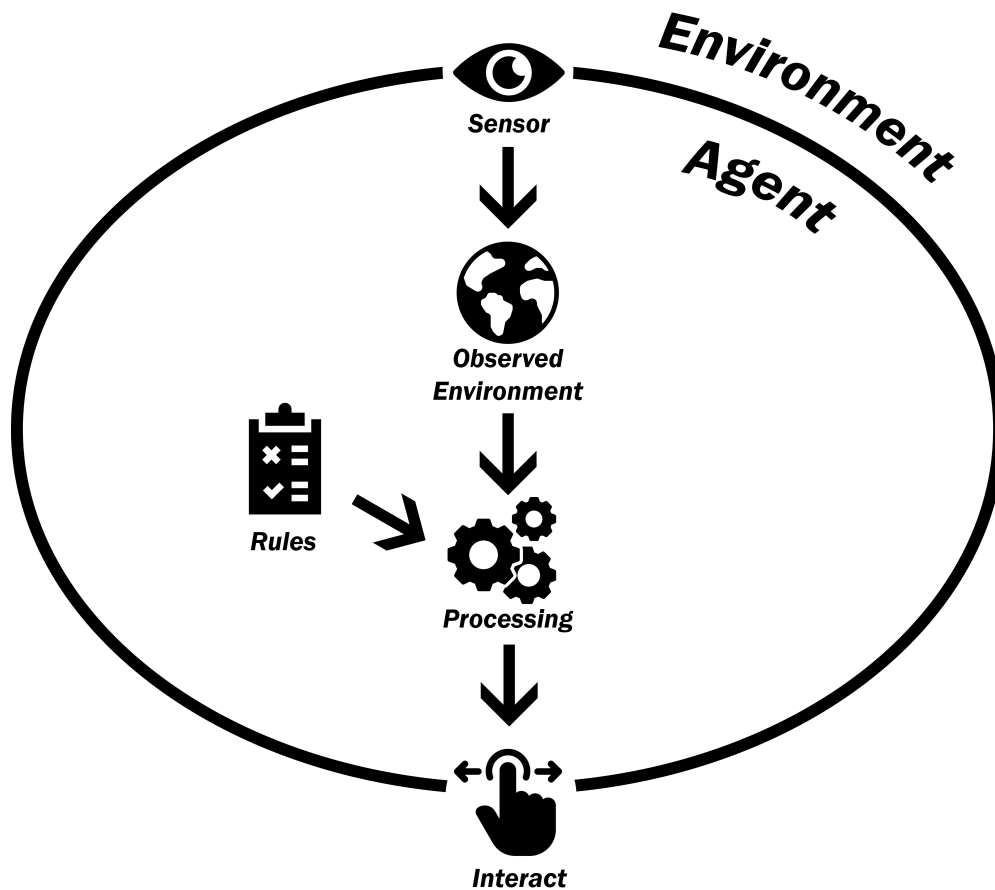 Environment
Agent
Sensor
Observed
Environment
Rules
Processing
Interact